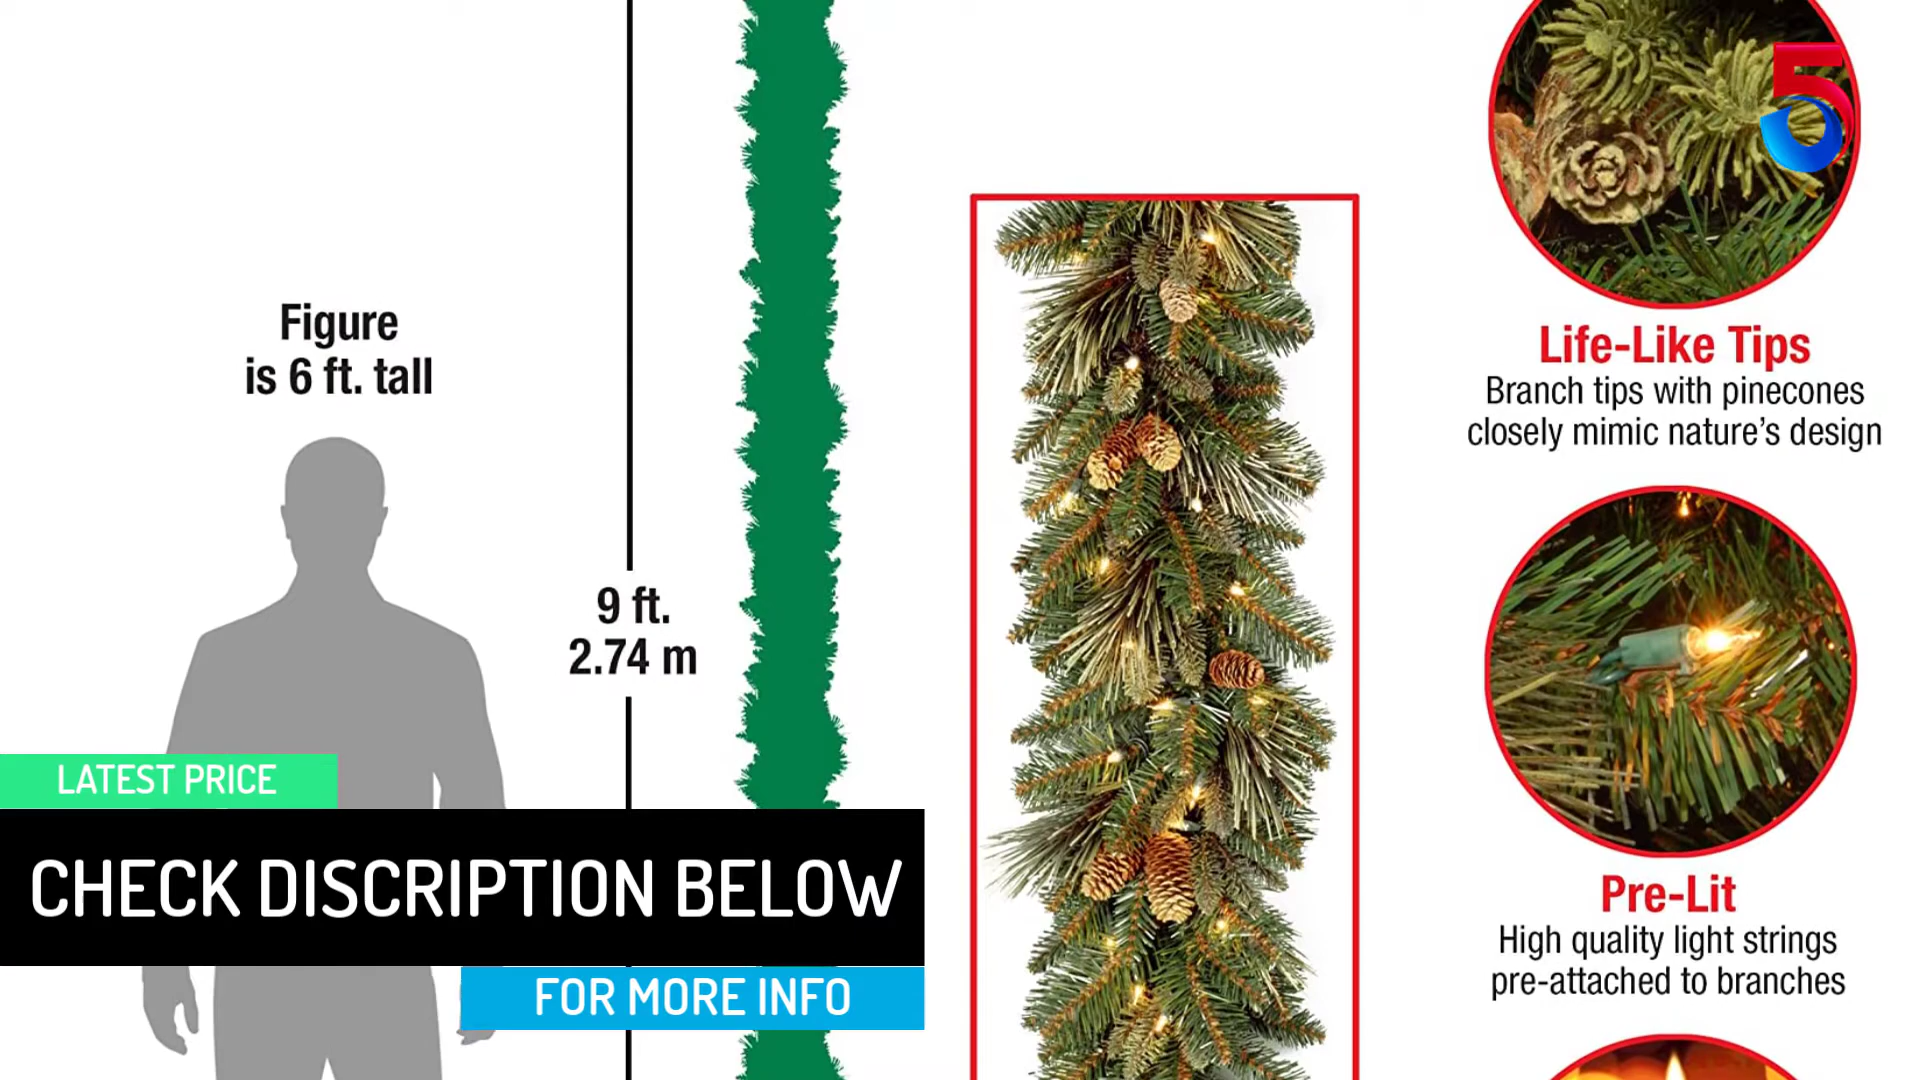 Figure
is 6 ft. tall
9 ft.
2.74 m
5
Life-Like Tips
Branch tips with pinecones
closely mimic nature's design
Pre-Lit
High quality light strings
pre-attached to branches
LATEST PRICE
CHECK DISCRIPTION BELOW
FOR MORE INFO